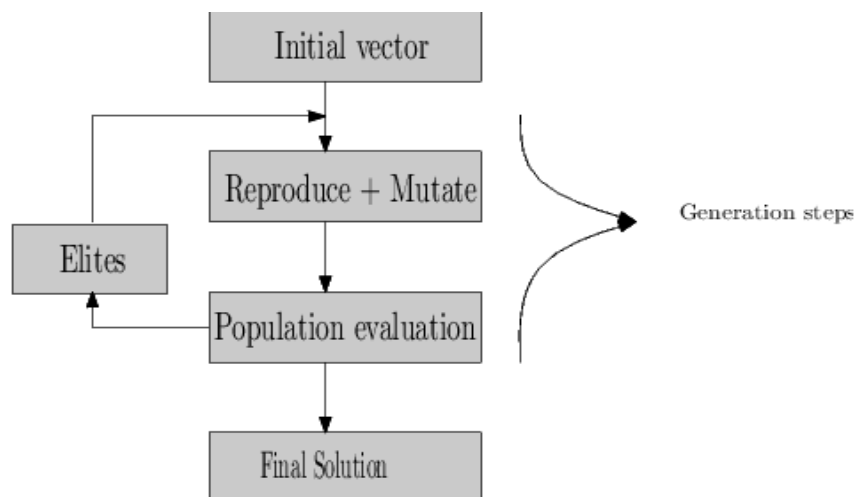 Initial vector
Reproduce + Mutate
Generation steps
Elites
Population evaluation
Final Solution